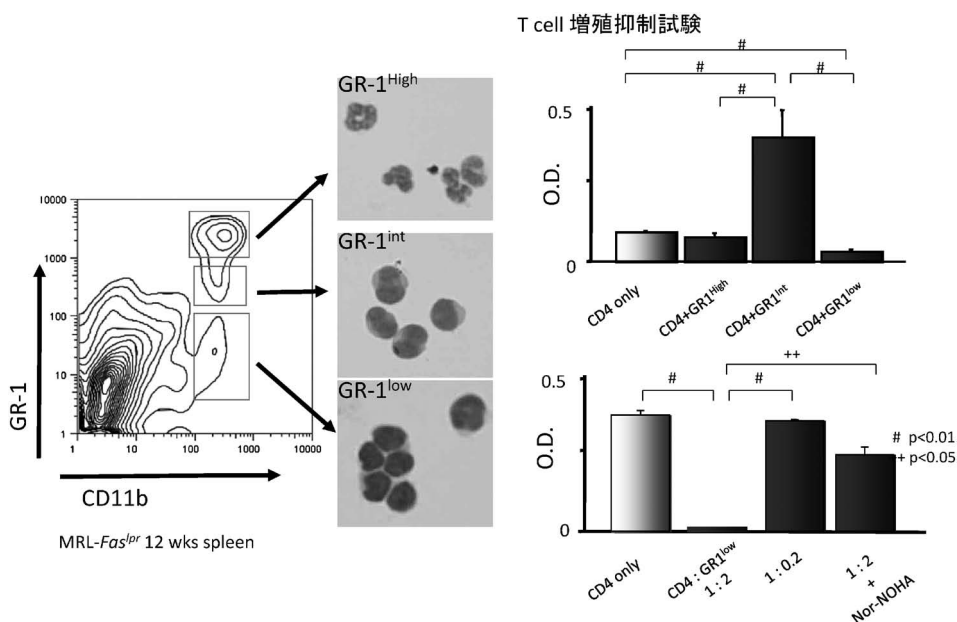 T cell 増殖抑制試験
GR-1High
GR-1int
GR-1low
10000
1000
100
10
1
1
10
100
1000
10000
GR-1
CD11b
MRL-Faslpr 12 wks spleen
#
#
#
#
0.5
O.D.
0
CD4 only
CD4+GR1High
CD4+GR1Int
CD4+GR1low
++
#
#
0.5
O.D.
0
# p<0.01
++ p<0.05
CD4 only
CD4 : GR1low
1 : 2
1 : 0.2
1 : 2
+
Nor-NOHA